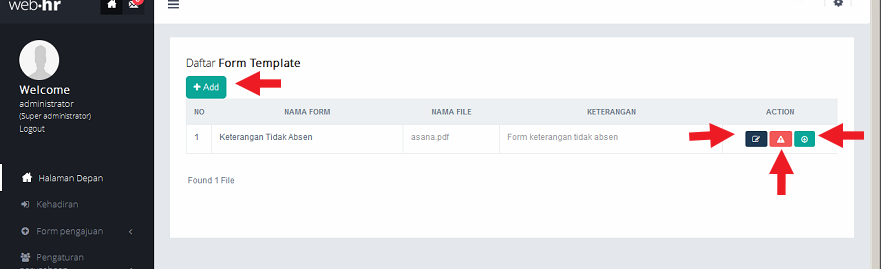 web·hr
Daftar Form Template
+ Add
NO NAMA FORM NAMA FILE KETERANGAN ACTION
1 Keterangan Tidak Absen asana.pdf Form keterangan tidak absen
Found 1 File
Welcome
administrator
(Super administrator)
Logout
Halaman Depan
Kehadiran
Form pengajuan
Pengaturan